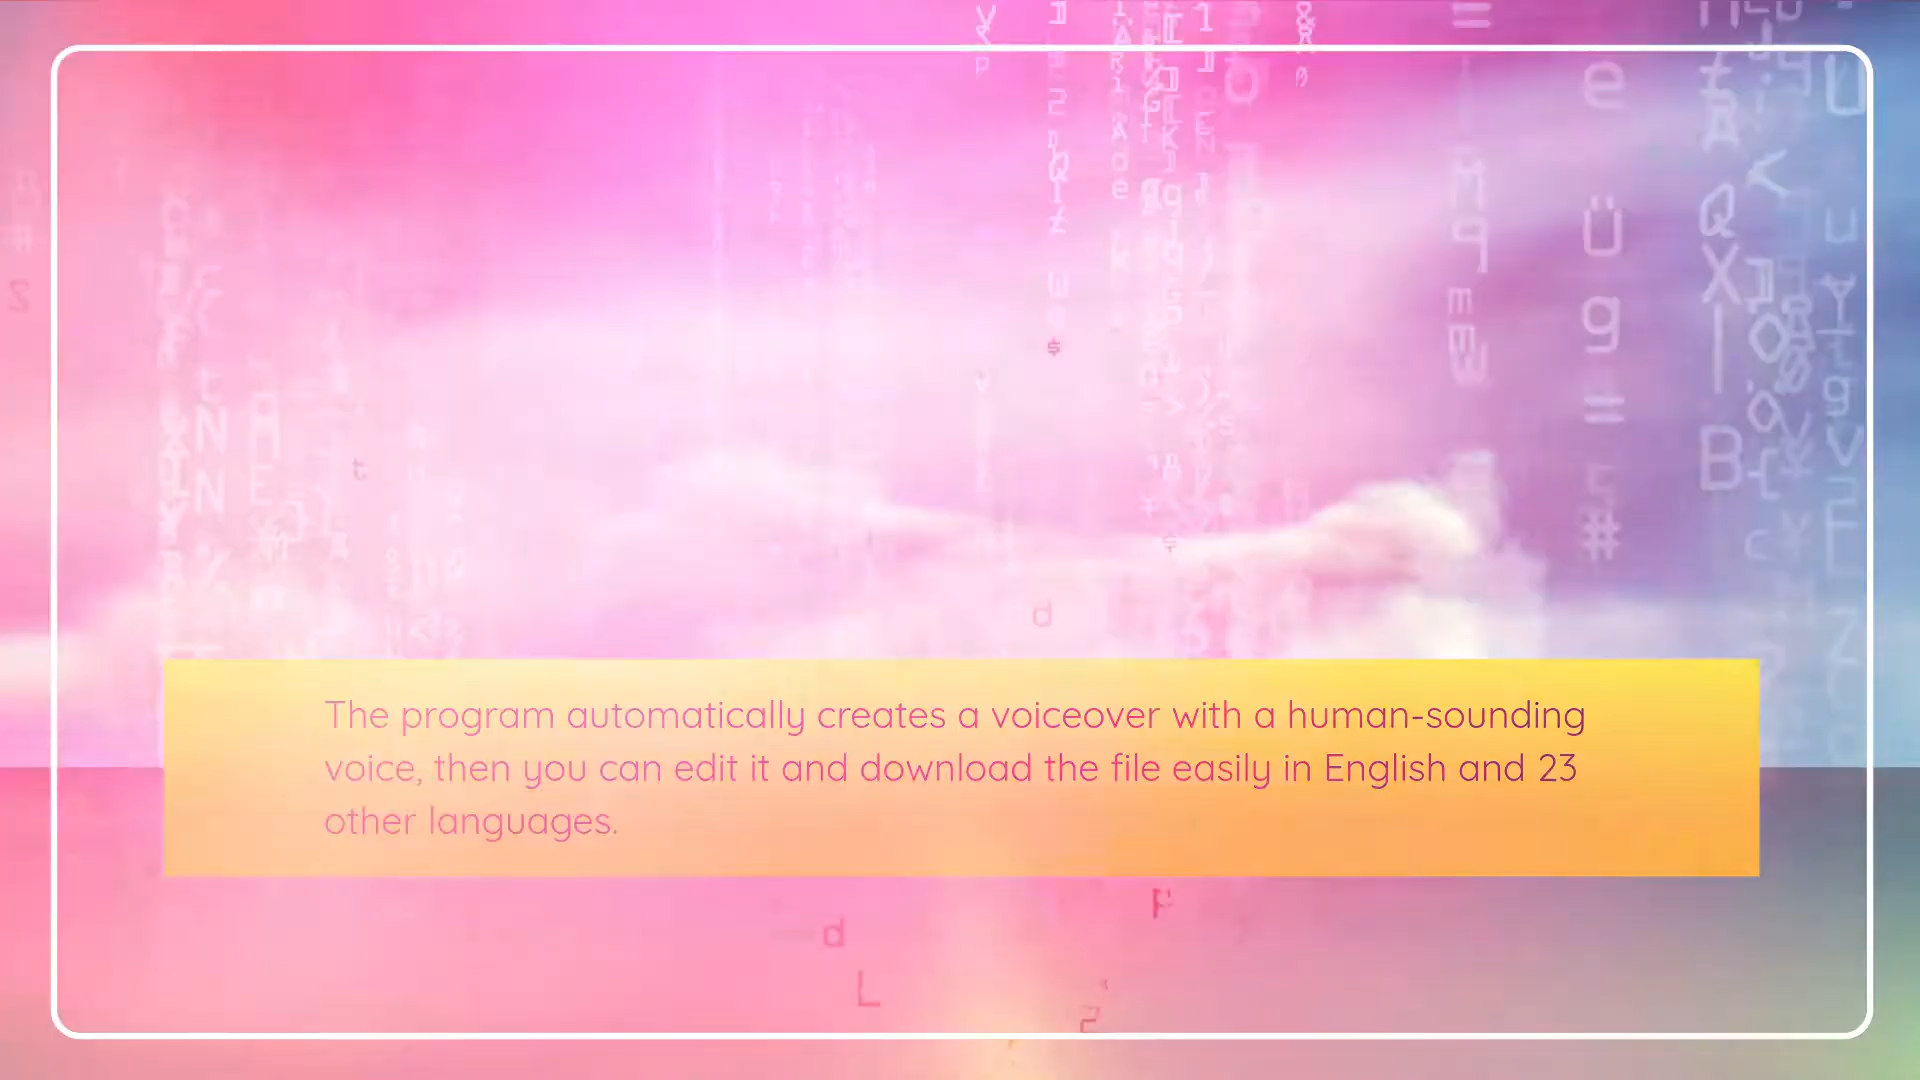 The program automatically creates a voiceover with a human-sounding
voice, then you can edit it and download the file easily in English and 23
other languages.